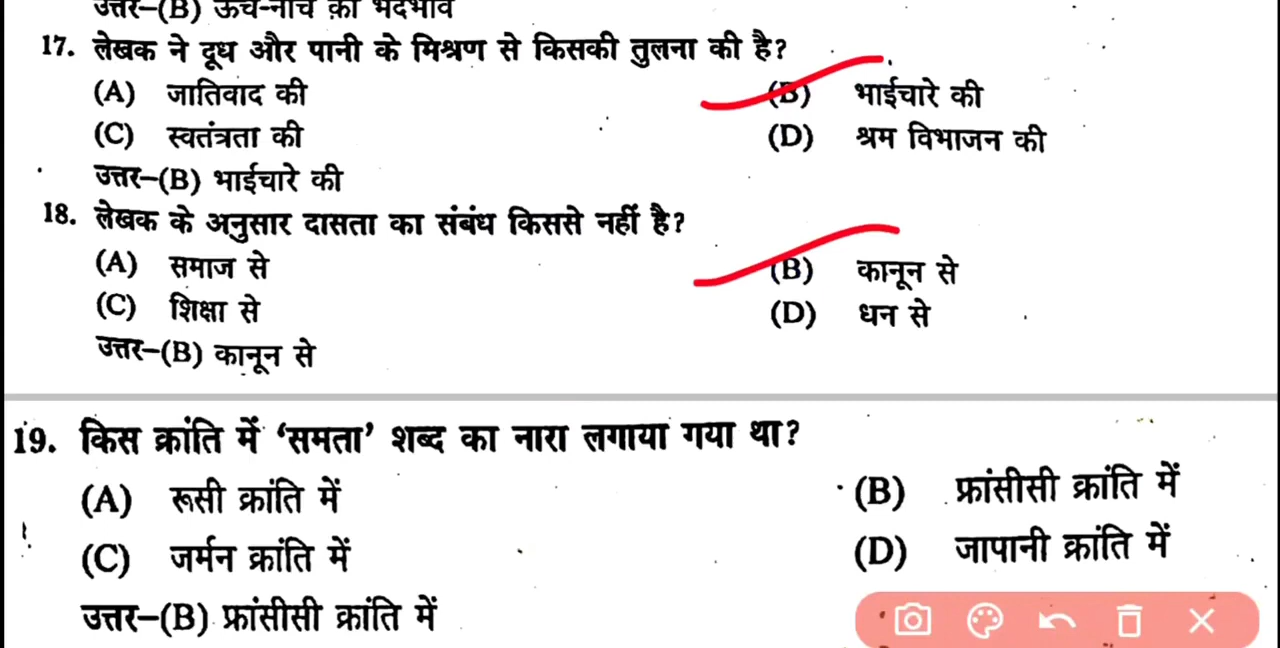 उत्तर–(B) ऊँच-नीच का भेदभाव
17. लेखक ने दूध और पानी के मिश्रण से किसकी तुलना की है?
(A) जातिवाद की (B) भाईचारे की
(C) स्वतंत्रता की (D) श्रम विभाजन की
उत्तर–(B) भाईचारे की
18. लेखक के अनुसार दासता का संबंध किससे नहीं है?
(A) समाज से (B) कानून से
(C) शिक्षा से (D) धन से
उत्तर–(B) कानून से
19. किस क्रांति में ‘समता’ शब्द का नारा लगाया गया था?
(A) रूसी क्रांति में (B) फ्रांसीसी क्रांति में
(C) जर्मन क्रांति में (D) जापानी क्रांति में
उत्तर–(B) फ्रांसीसी क्रांति में